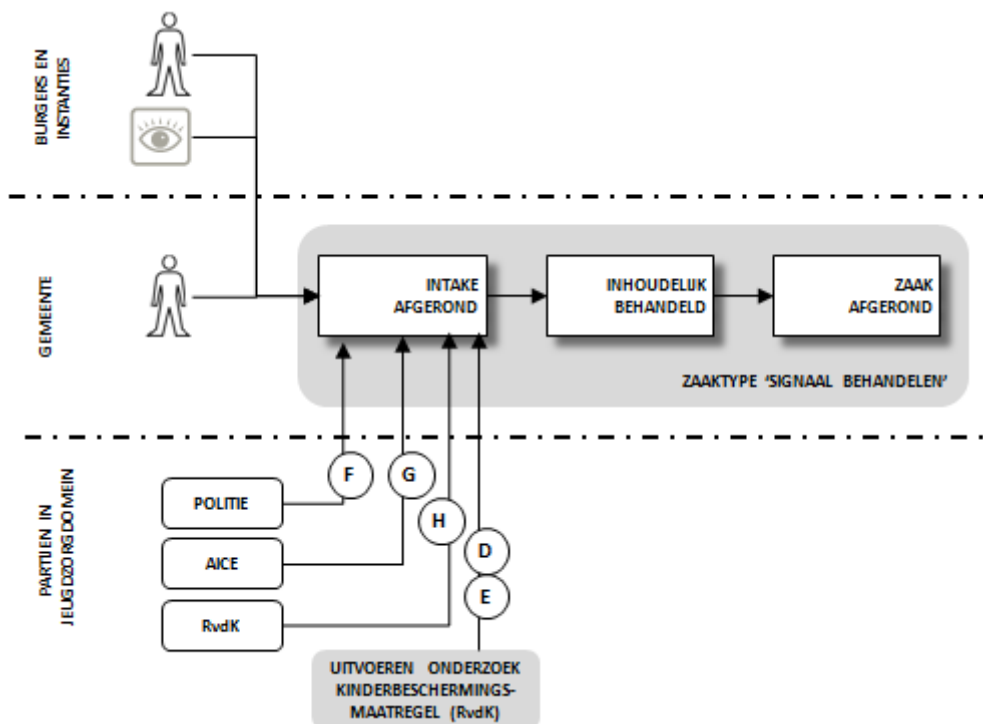 BURGERS EN
INSTANTIES
GEMEENTE
INTAKE
AFGEROND
INHOUDELIJK
BEHANDELD
ZAAK
AFGEROND
ZAAKTYPE ‘SIGNAAL BEHANDELEN’
PARTIJEN IN
JEUGDZORGDOMEIN
F
G
POLITIE
H
AICE
D
E
RvdK
UITVOEREN ONDERZOEK
KINDERBESCHERMINGS-
MAATREGEL (RvdK)